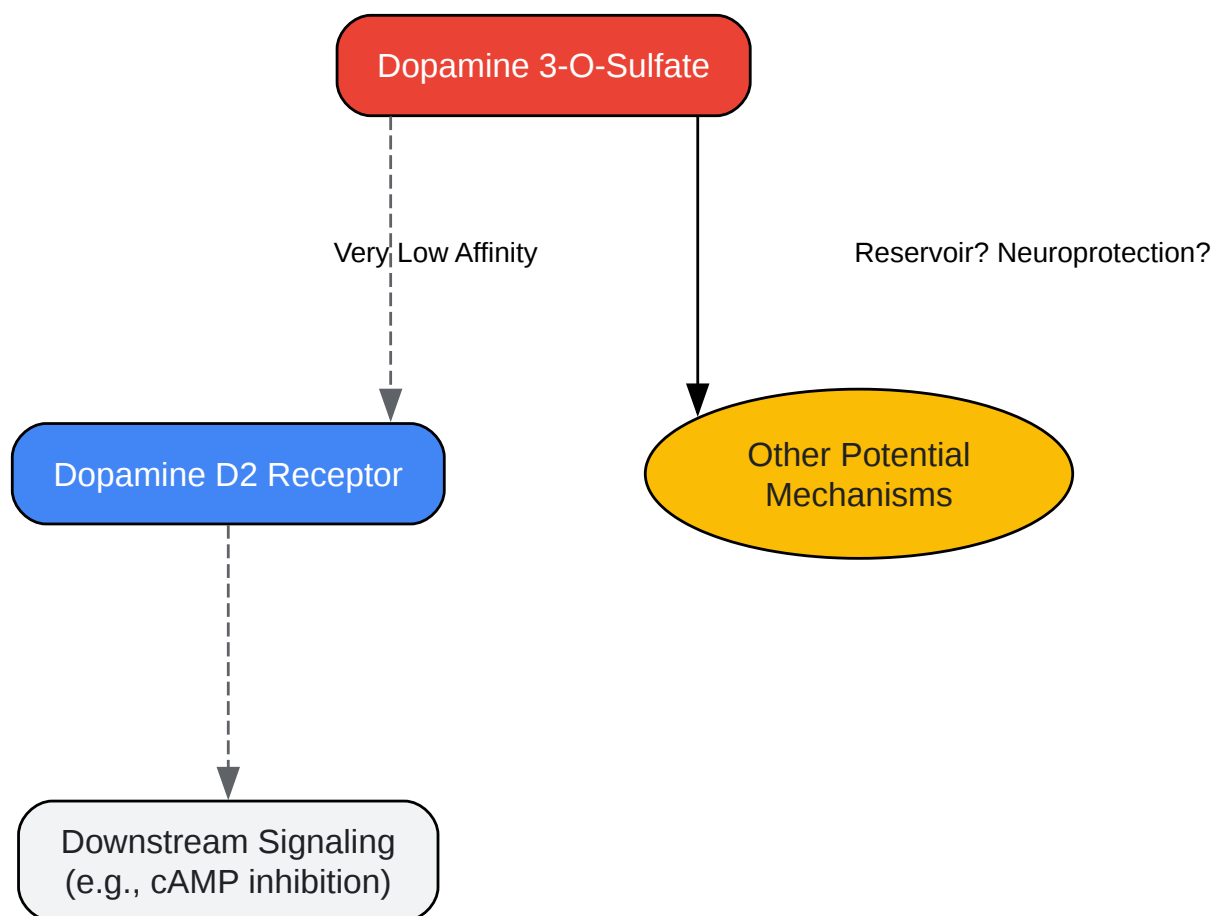 Dopamine 3-O-Sulfate
Very Low Affinity
Reservoir? Neuroprotection?
Dopamine D2 Receptor
Other Potential
Mechanisms
Downstream Signaling
(e.g., cAMP inhibition)